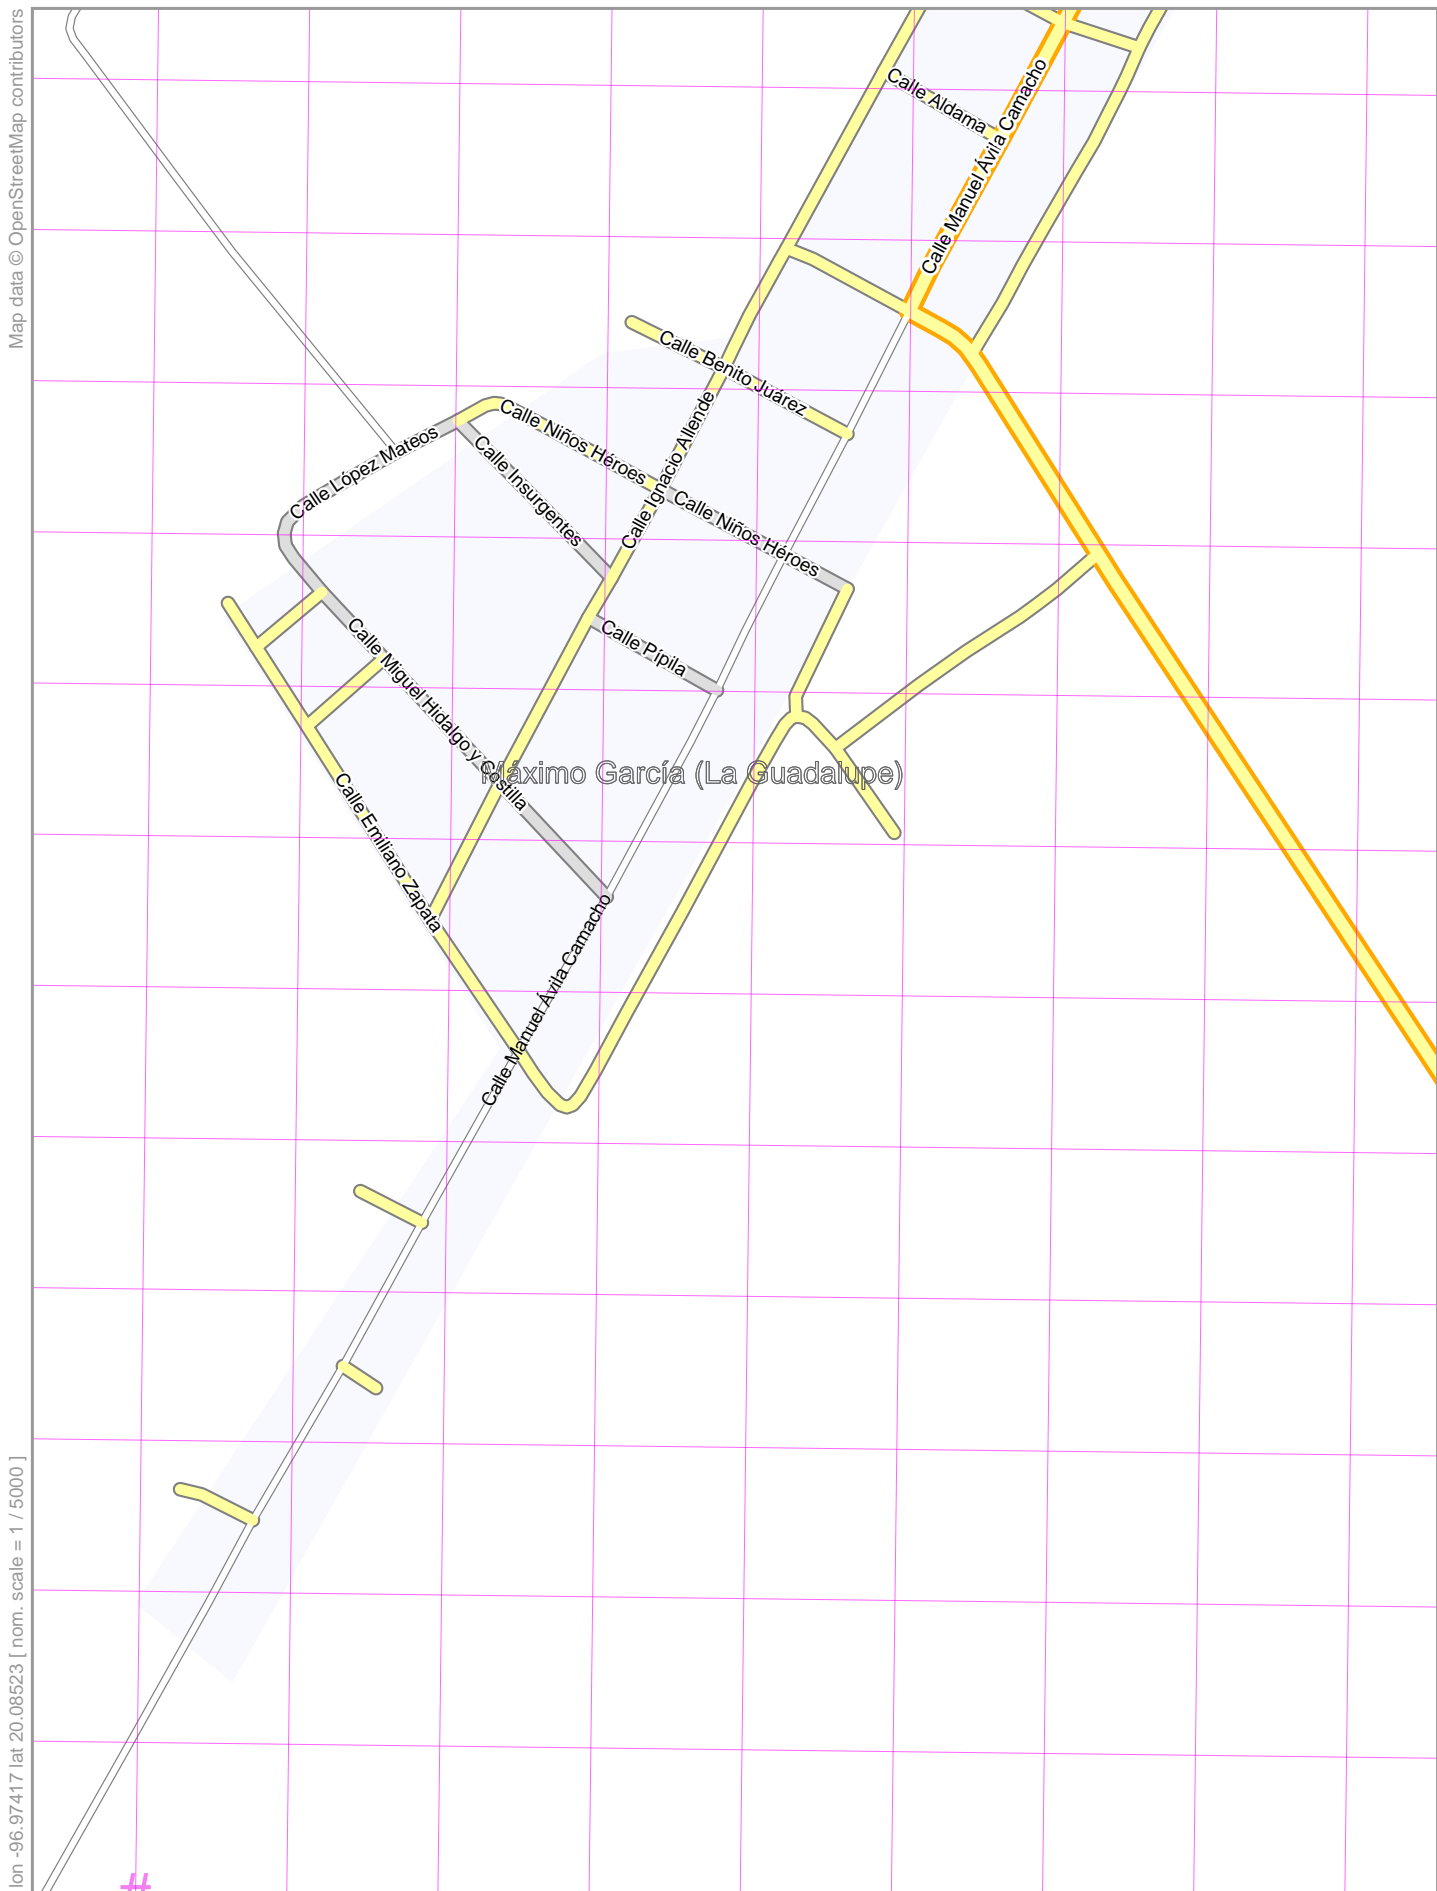 Map data © OpenStreetMap contributors
Calle Aldama
Calle Manuel Ávila Camacho
Calle Benito Juárez
Calle Ignacio Allende
Calle Niños Héroes
Calle López Mateos
Calle Insurgentes
Calle Niños Héroes
Calle Pípila
Calle Miguel Hidalgo y Costilla
Máximo García (La Guadalupe)
Calle Emiliano Zapata
Calle Manuel Ávila Camacho
lon -96.97417 lat 20.08523 [ nom. scale = 1 / 5000 ]
#